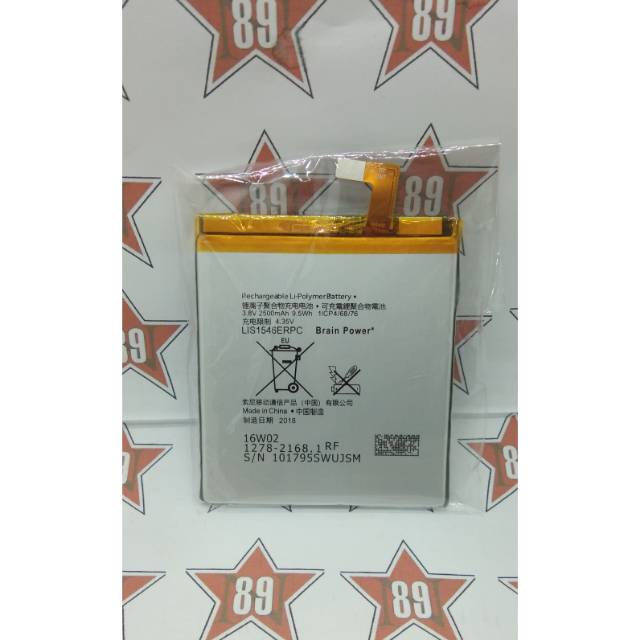 89
89
89
89
89
Rechargeable Li-PolymerBattery •
锂离子聚合物充电电池 • 可充電鋰聚合物電池
3.8V 2500mAh 9.5Wh 1ICP4/68/76
充电限制 4.35V
LIS1546ERPC Brain Power*
EU
索尼移动通信产品（中国）有限公司
Made in China • 中国制造
制造日期 2018
16W02
1278-2168.1 RF
S/N 101795SWUJSM
89
89
89
89